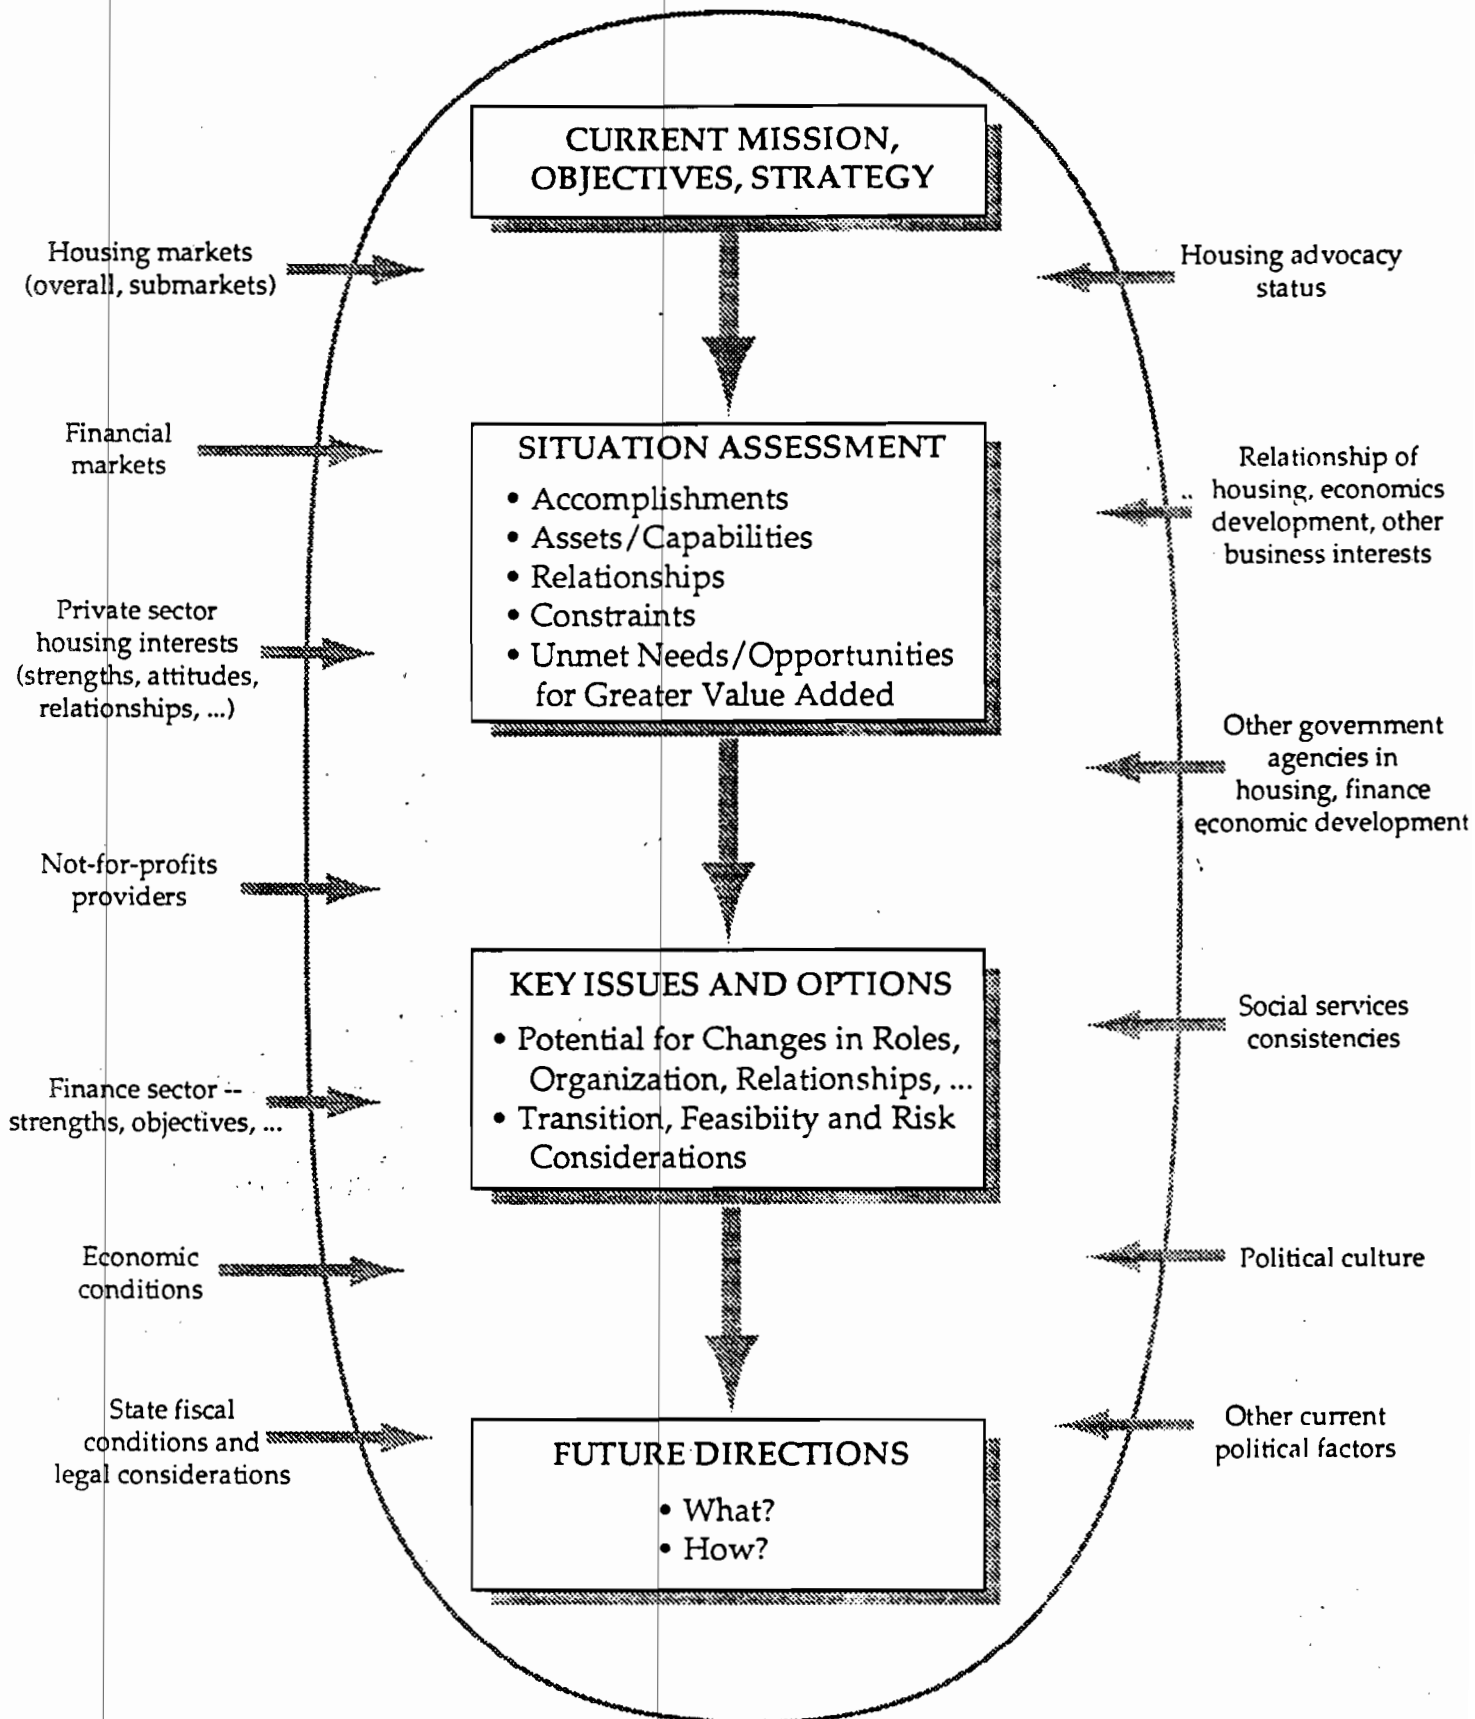 CURRENT MISSION,
OBJECTIVES, STRATEGY
Housing markets
(overall, submarkets)
Housing advocacy
status
Financial
markets
SITUATION ASSESSMENT
• Accomplishments
• Assets/Capabilities
• Relationships
• Constraints
• Unmet Needs/Opportunities
for Greater Value Added
Relationship of
housing, economics
development, other
business interests
Private sector
housing interests
(strengths, attitudes,
relationships, ...)
Other government
agencies in
housing, finance
economic development
Not-for-profits
providers
KEY ISSUES AND OPTIONS
• Potential for Changes in Roles,
Organization, Relationships, ...
• Transition, Feasibiity and Risk
Considerations
Social services
consistencies
Finance sector --
strengths, objectives, ...
Economic
conditions
Political culture
State fiscal
conditions and
legal considerations
FUTURE DIRECTIONS
• What?
• How?
Other current
political factors